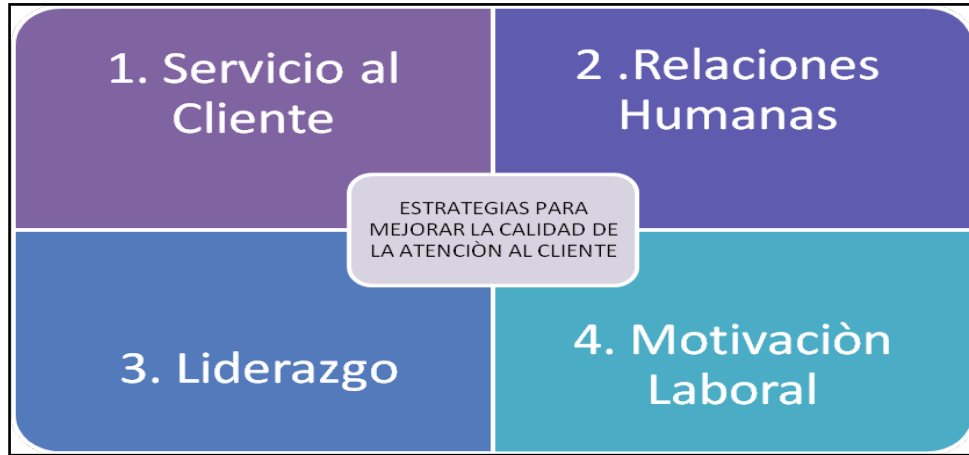 1. Servicio al
Cliente
2 .Relaciones
Humanas
ESTRATEGIAS PARA
MEJORAR LA CALIDAD DE
LA ATENCIÒN AL CLIENTE
3. Liderazgo
4. Motivaciòn
Laboral